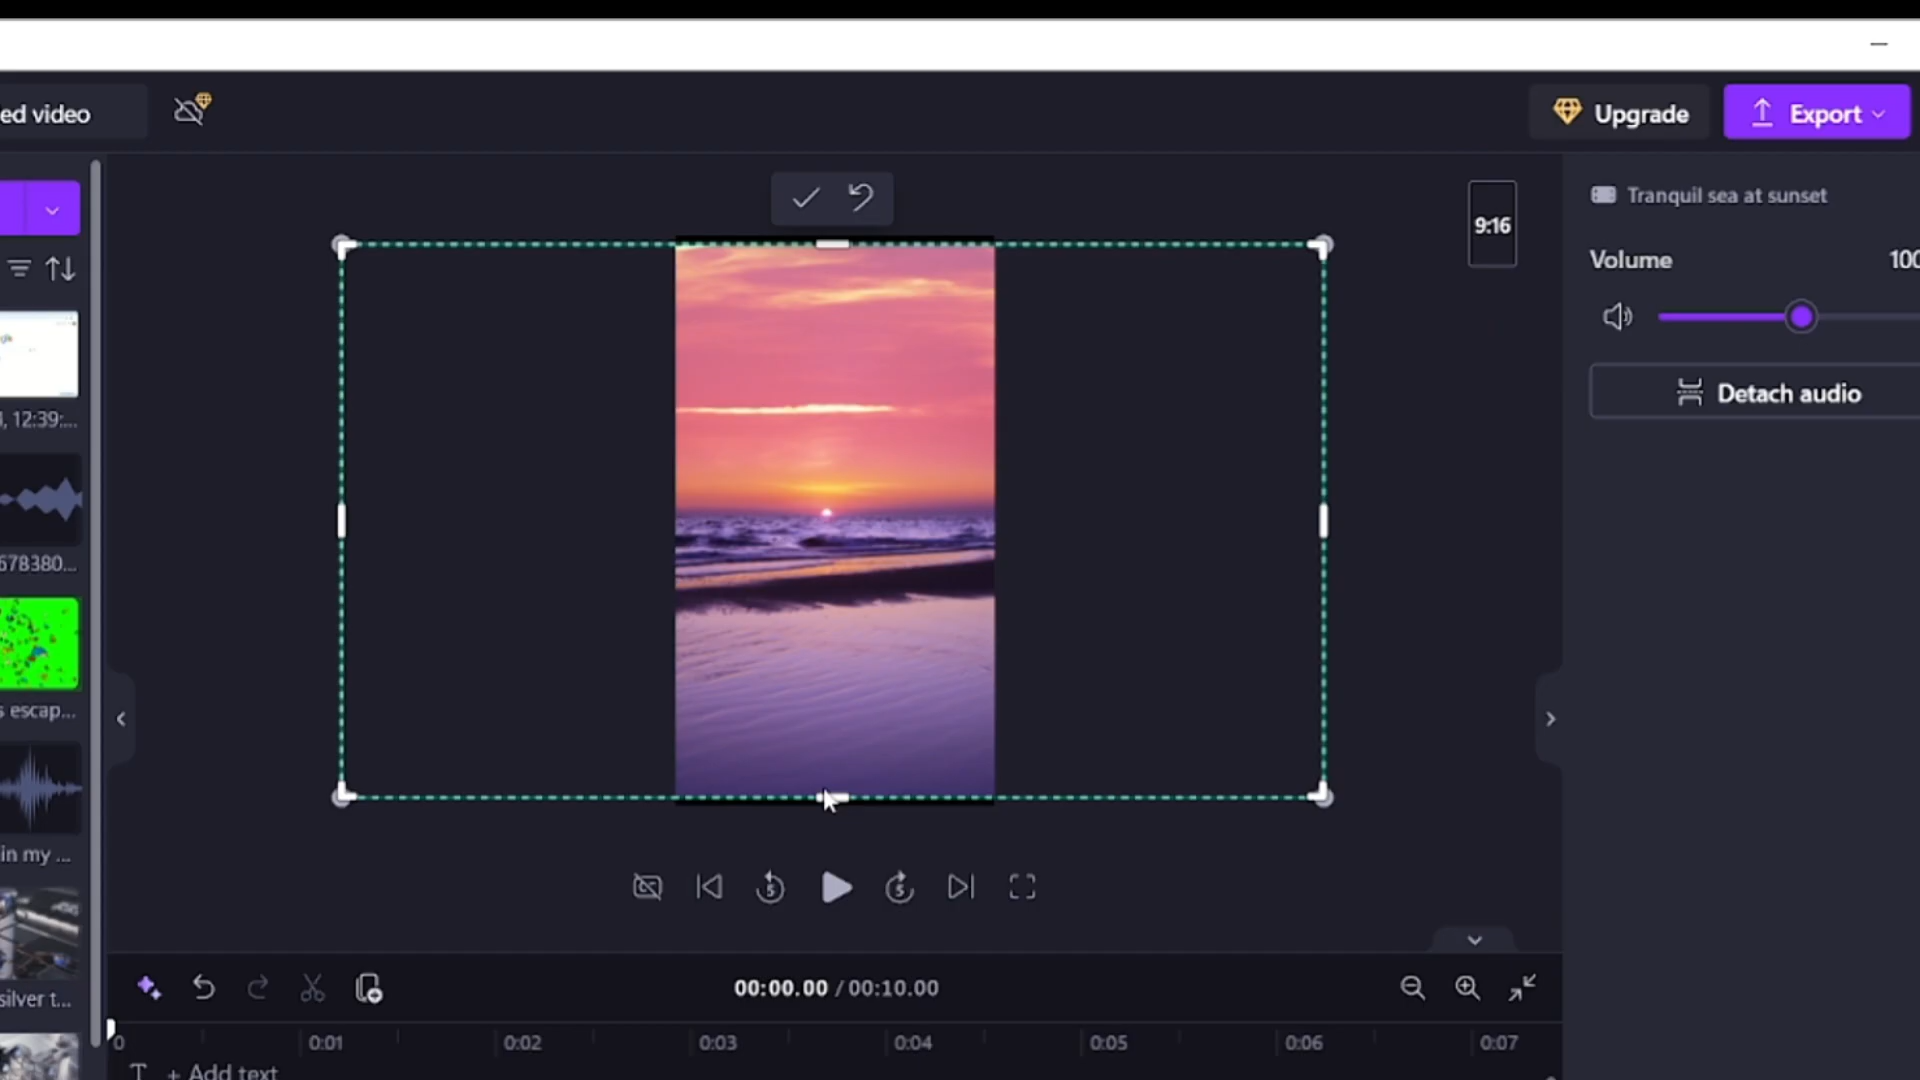 ed video
Upgrade
Export
9:16
Tranquil sea at sunset
Volume
100
Detach audio
, 12:39:...
678380...
s escap...
in my ...
silver t...
5
5
00:00.00 / 00:10.00
0
0:01
0:02
0:03
0:04
0:05
0:06
0:07
T + Add text